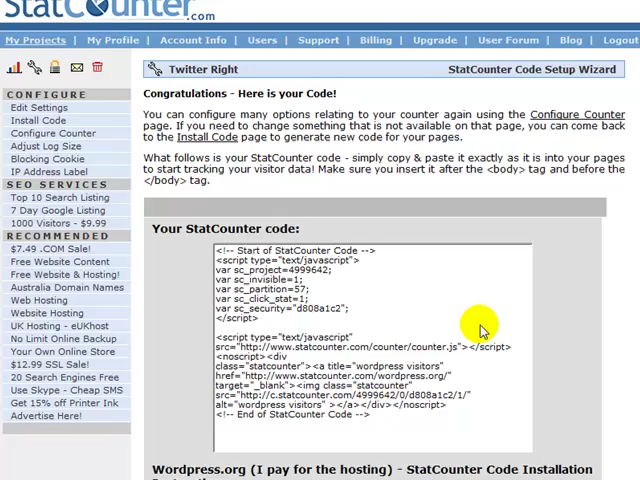 StatCounter.com
My Projects | My Profile | Account Info | Users | Support | Billing | Upgrade | User Forum | Blog | Logout
Twitter Right StatCounter Code Setup Wizard
CONFIGURE
Edit Settings
Install Code
Configure Counter
Adjust Log Size
Blocking Cookie
IP Address Label
SEO SERVICES
Top 10 Search Listing
7 Day Google Listing
1000 Visitors - $9.99
RECOMMENDED
$7.49 .COM Sale!
Free Website Content
Free Website & Hosting!
Australia Domain Names
Web Hosting
Website Hosting
UK Hosting - eUKhost
No Limit Online Backup
Your Own Online Store
$12.99 SSL Sale!
20 Search Engines Free
Use Skype - Cheap SMS
Get 15% off Printer Ink
Advertise Here!
Congratulations - Here is your Code!
You can configure many options relating to your counter again using the Configure Counter
page. If you need to change something that is not available on that page, you can come back
to the Install Code page to generate new code for your pages.
What follows is your StatCounter code - simply copy & paste it exactly as it is into your pages
to start tracking your visitor data! Make sure you insert it after the <body> tag and before the
</body> tag.
Your StatCounter code:
<!-- Start of StatCounter Code -->
<script type="text/javascript">
var sc_project=4999642;
var sc_invisible=1;
var sc_partition=57;
var sc_click_stat=1;
var sc_security="d808a1c2";
</script>
<script type="text/javascript"
src="http://www.statcounter.com/counter/counter.js"></script>
<noscript><div
class="statcounter"><a title="wordpress visitors"
href="http://www.statcounter.com/wordpress.org/"
target="_blank"><img class="statcounter"
src="http://c.statcounter.com/4999642/0/d808a1c2/1/"
alt="wordpress visitors" ></a></div></noscript>
<!-- End of StatCounter Code -->
Wordpress.org (I pay for the hosting) - StatCounter Code Installation